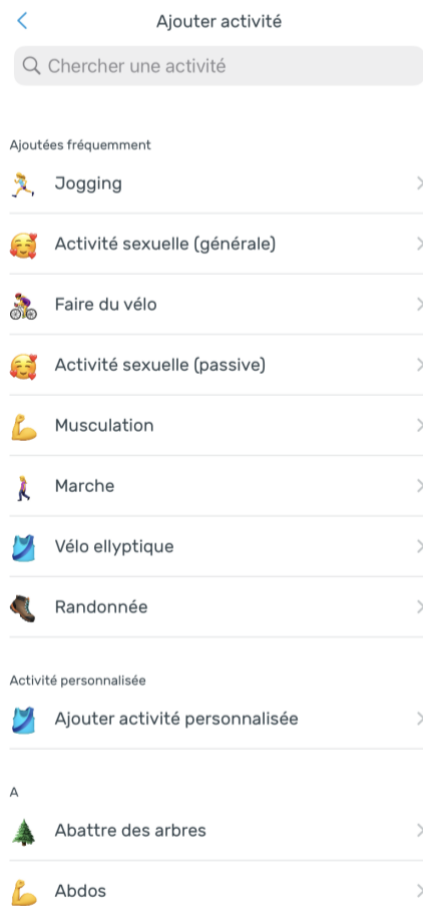 Ajouter activité
Chercher une activité
Ajoutées fréquemment
Jogging
Activité sexuelle (générale)
Faire du vélo
Activité sexuelle (passive)
Musculation
Marche
Vélo ellyptique
Randonnée
Activité personnalisée
Ajouter activité personnalisée
A
Abattre des arbres
Abdos